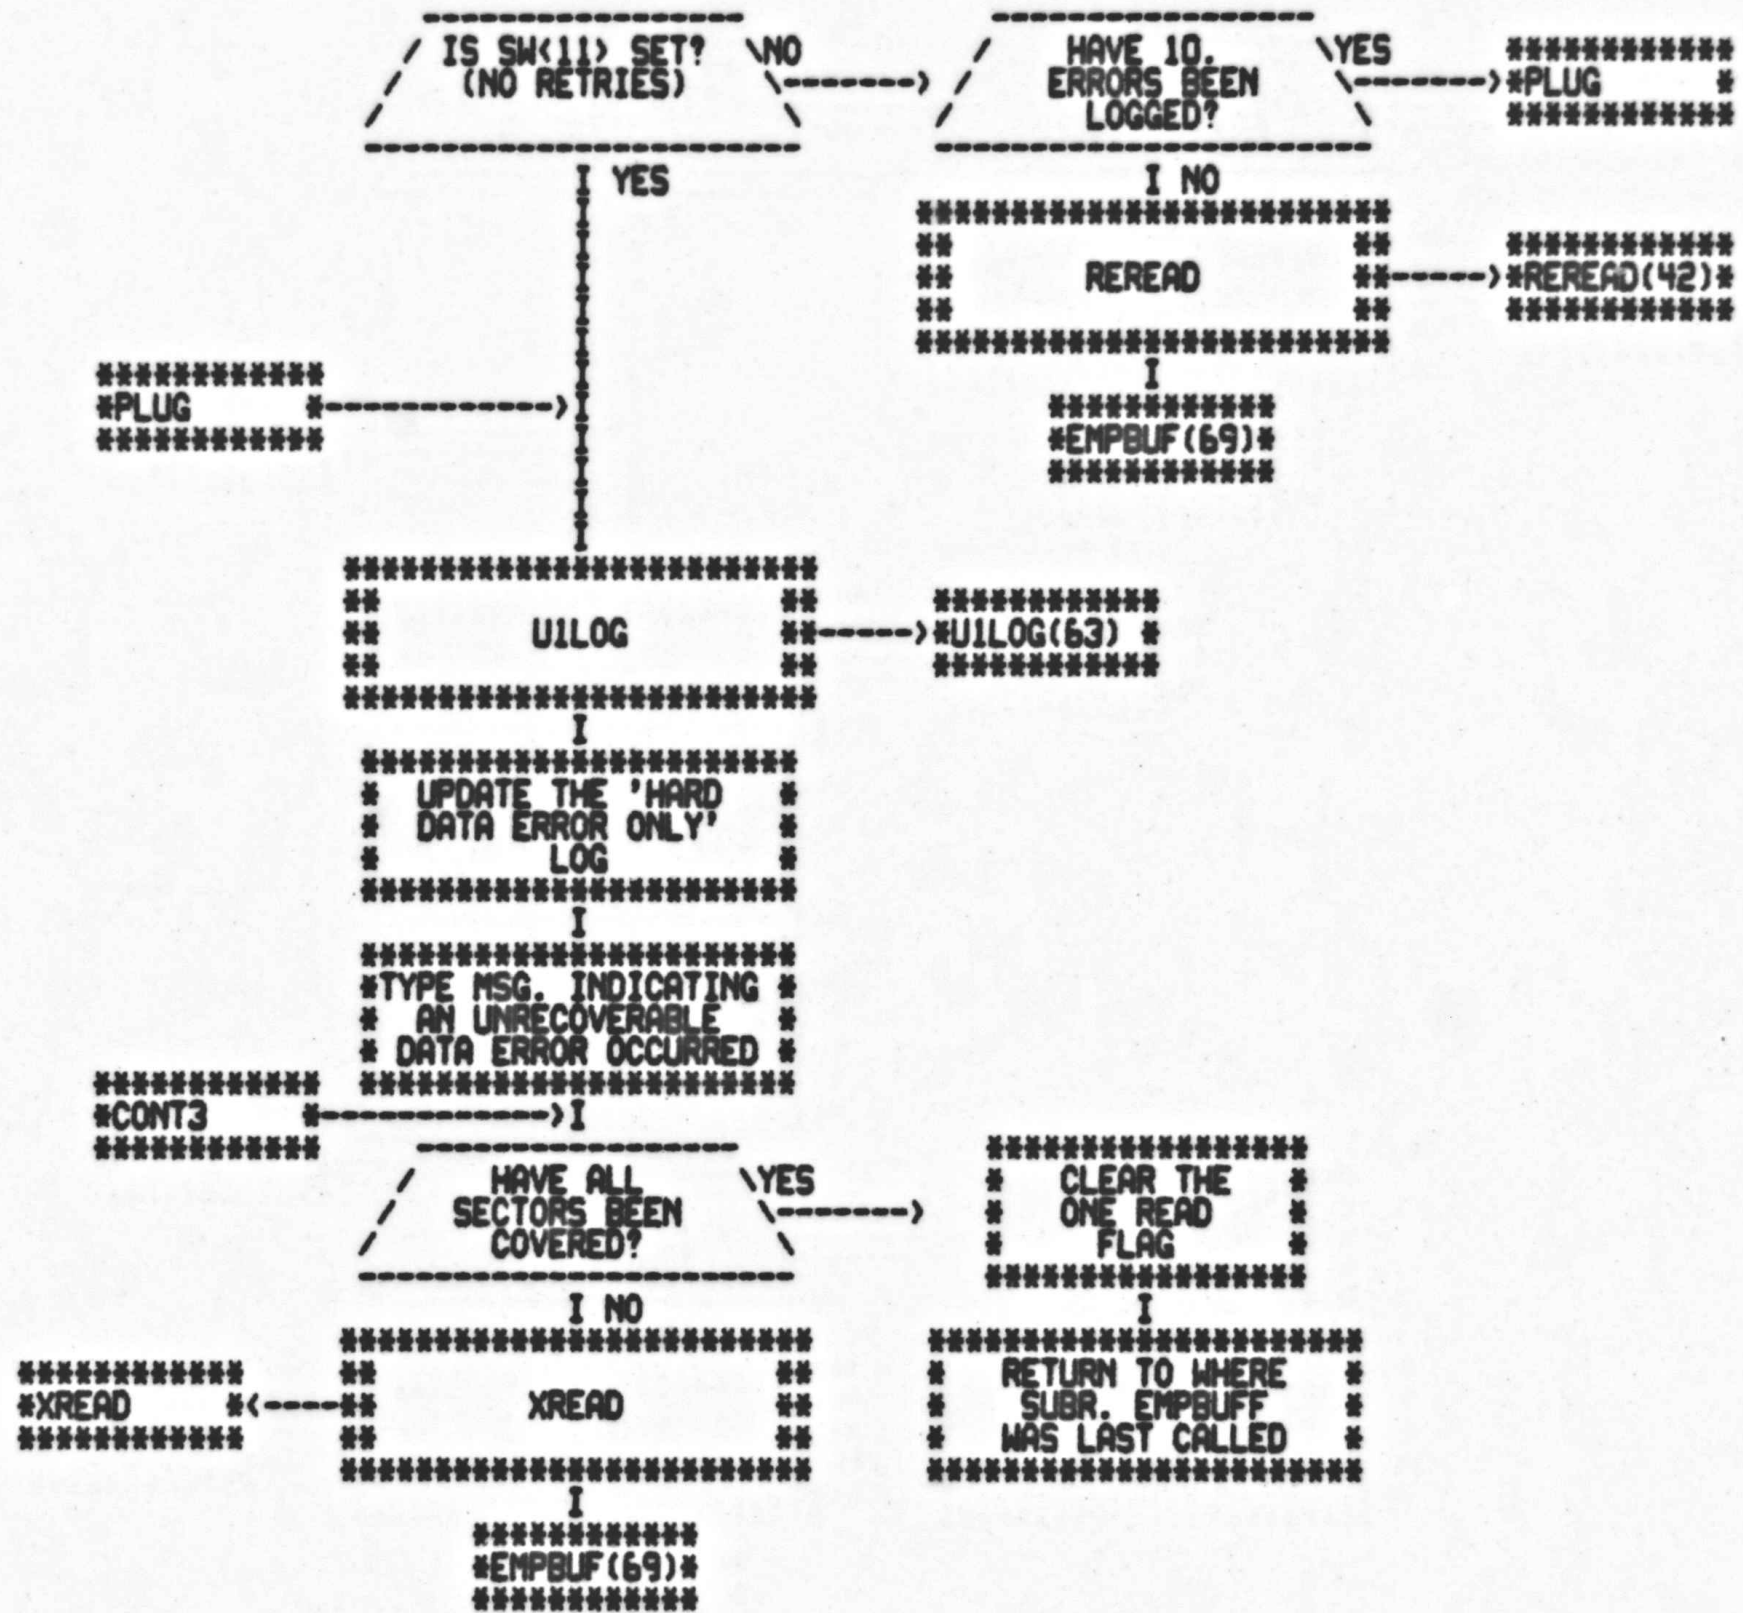 IS SW<11> SET?
(NO RETRIES)
NO
HAVE 10.
ERRORS BEEN
LOGGED?
YES
*PLUG *
I YES
I NO
REREAD
*REREAD(42)*
*PLUG *
*EMPBUF(69)*
U1LOG
*U1LOG(63) *
UPDATE THE 'HARD
DATA ERROR ONLY'
LOG
TYPE MSG. INDICATING
AN UNRECOVERABLE
DATA ERROR OCCURRED
*CONT3 *
HAVE ALL
SECTORS BEEN
COVERED?
YES
CLEAR THE
ONE READ
FLAG
I NO
*XREAD *
XREAD
RETURN TO WHERE
SUBR. EMPBUFF
WAS LAST CALLED
*EMPBUF(69)*